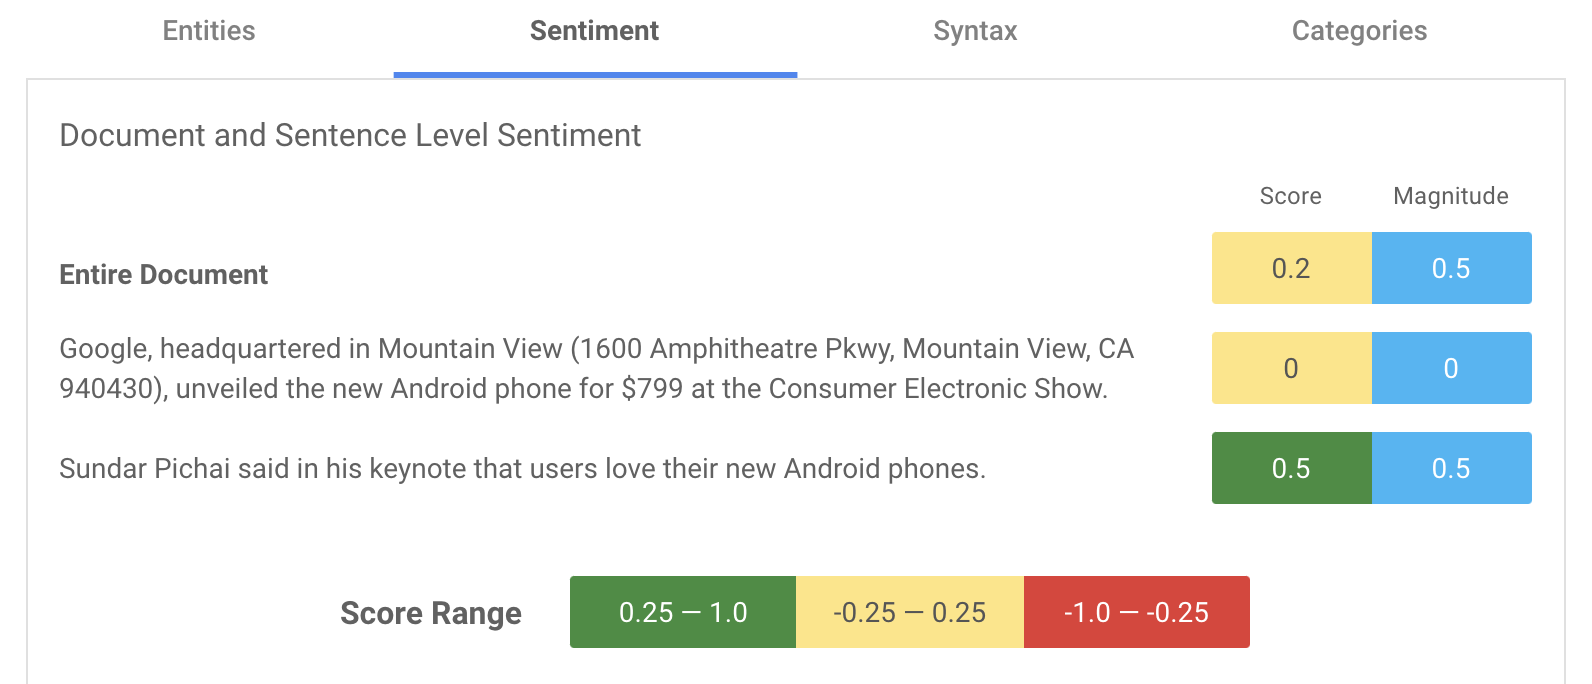 Entities Sentiment Syntax Categories
Document and Sentence Level Sentiment
Score Magnitude
Entire Document 0.2 0.5
Google, headquartered in Mountain View (1600 Amphitheatre Pkwy, Mountain View, CA
940430), unveiled the new Android phone for $799 at the Consumer Electronic Show.
0 0
Sundar Pichai said in his keynote that users love their new Android phones. 0.5 0.5
Score Range 0.25 — 1.0 -0.25 — 0.25 -1.0 — -0.25